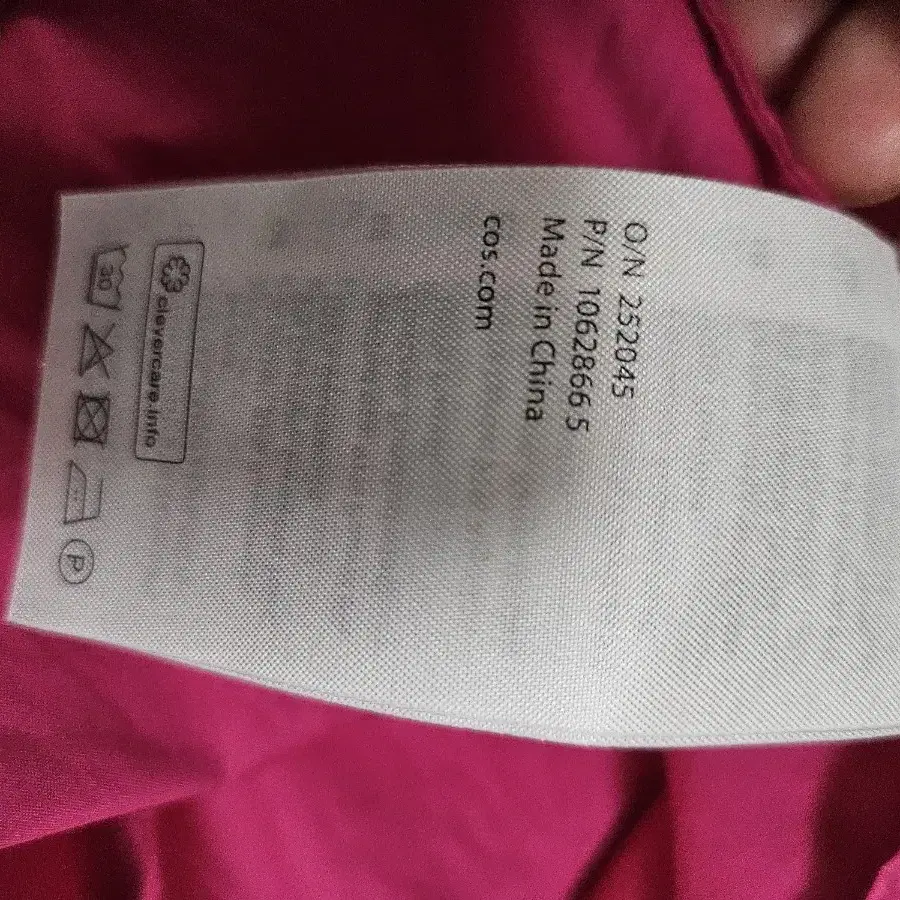 O/N 252045
P/N 1062866 5
Made in China
cos.com
clevercare.info
30
P